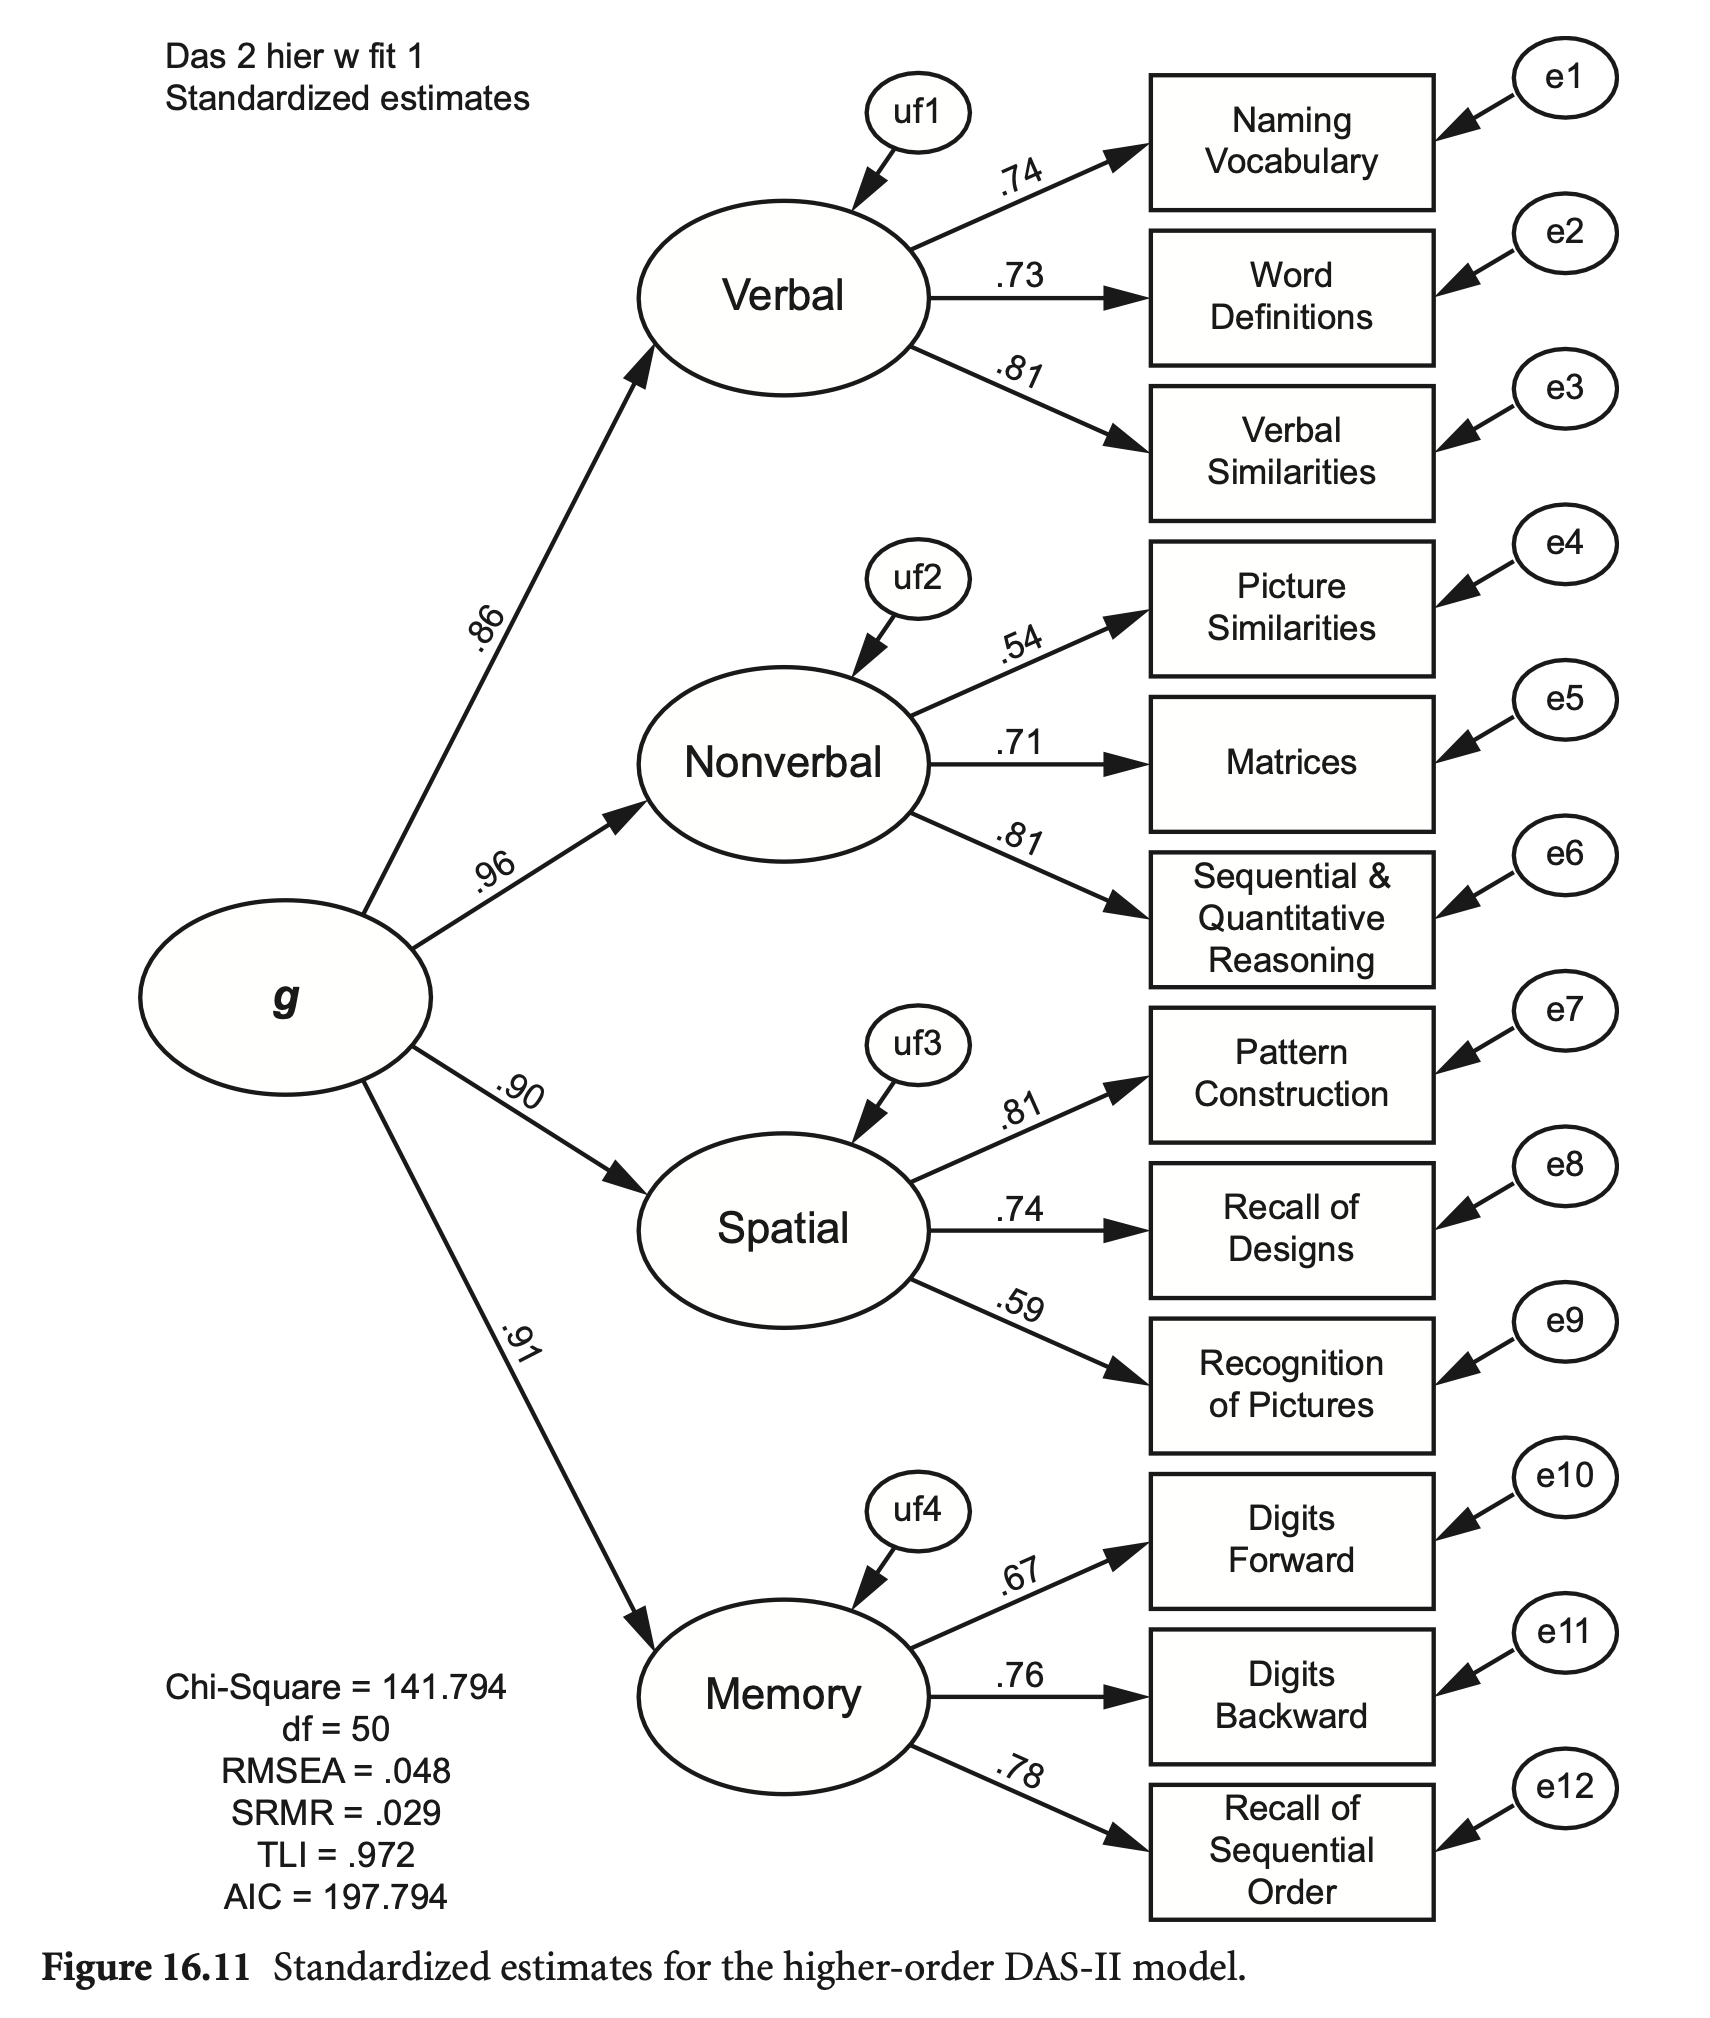 Das 2 hier w fit 1
Standardized estimates
uf1
Verbal
.74
.73
.81
Naming
Vocabulary
e1
Word
Definitions
e2
Verbal
Similarities
e3
.86
uf2
Nonverbal
.54
.71
.81
Picture
Similarities
e4
Matrices
e5
Sequential &
Quantitative
Reasoning
e6
.96
g
.90
uf3
Spatial
.81
.74
.59
Pattern
Construction
e7
Recall of
Designs
e8
Recognition
of Pictures
e9
.91
uf4
Memory
.67
.76
.78
Digits
Forward
e10
Digits
Backward
e11
Recall of
Sequential
Order
e12
Chi-Square = 141.794
df = 50
RMSEA = .048
SRMR = .029
TLI = .972
AIC = 197.794
Figure 16.11 Standardized estimates for the higher-order DAS-II model.